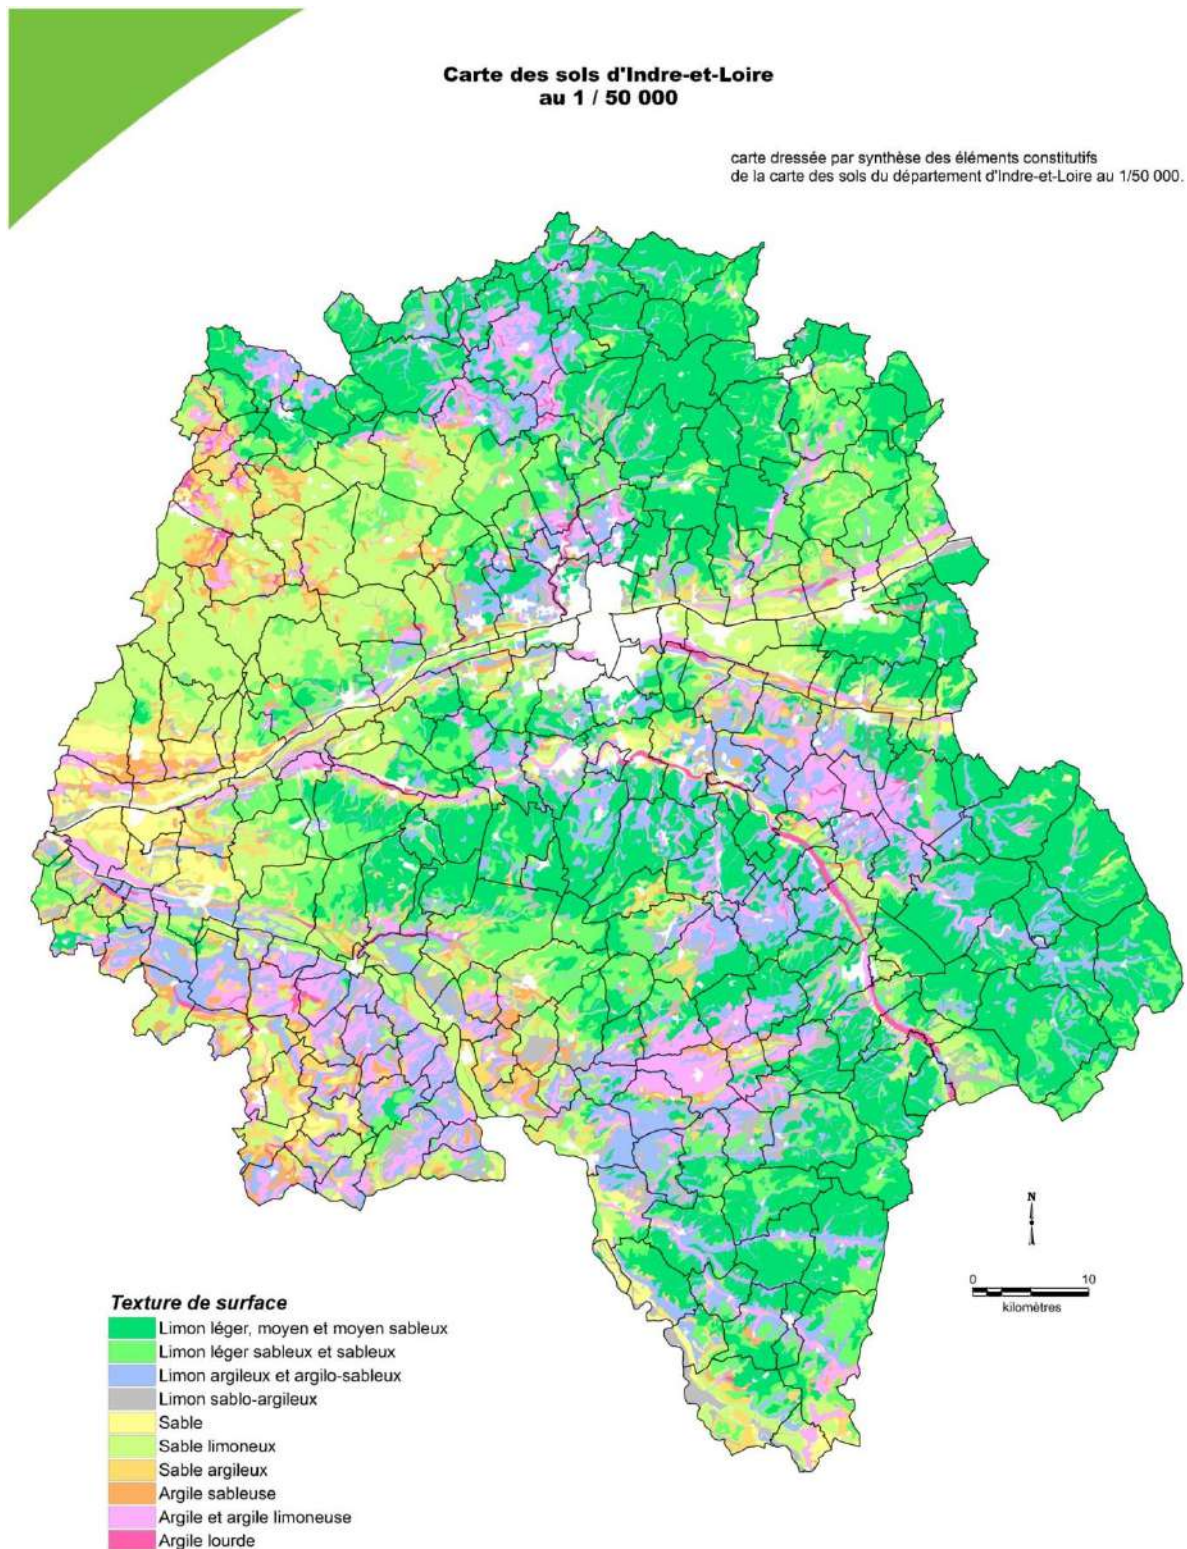 Carte des sols d'Indre-et-Loire
au 1 / 50 000
carte dressée par synthèse des éléments constitutifs
de la carte des sols du département d'Indre-et-Loire au 1/50 000.
N
0 10
kilomètres
Texture de surface
Limon léger, moyen et moyen sableux
Limon léger sableux et sableux
Limon argileux et argilo-sableux
Limon sablo-argileux
Sable
Sable limoneux
Sable argileux
Argile sableuse
Argile et argile limoneuse
Argile lourde